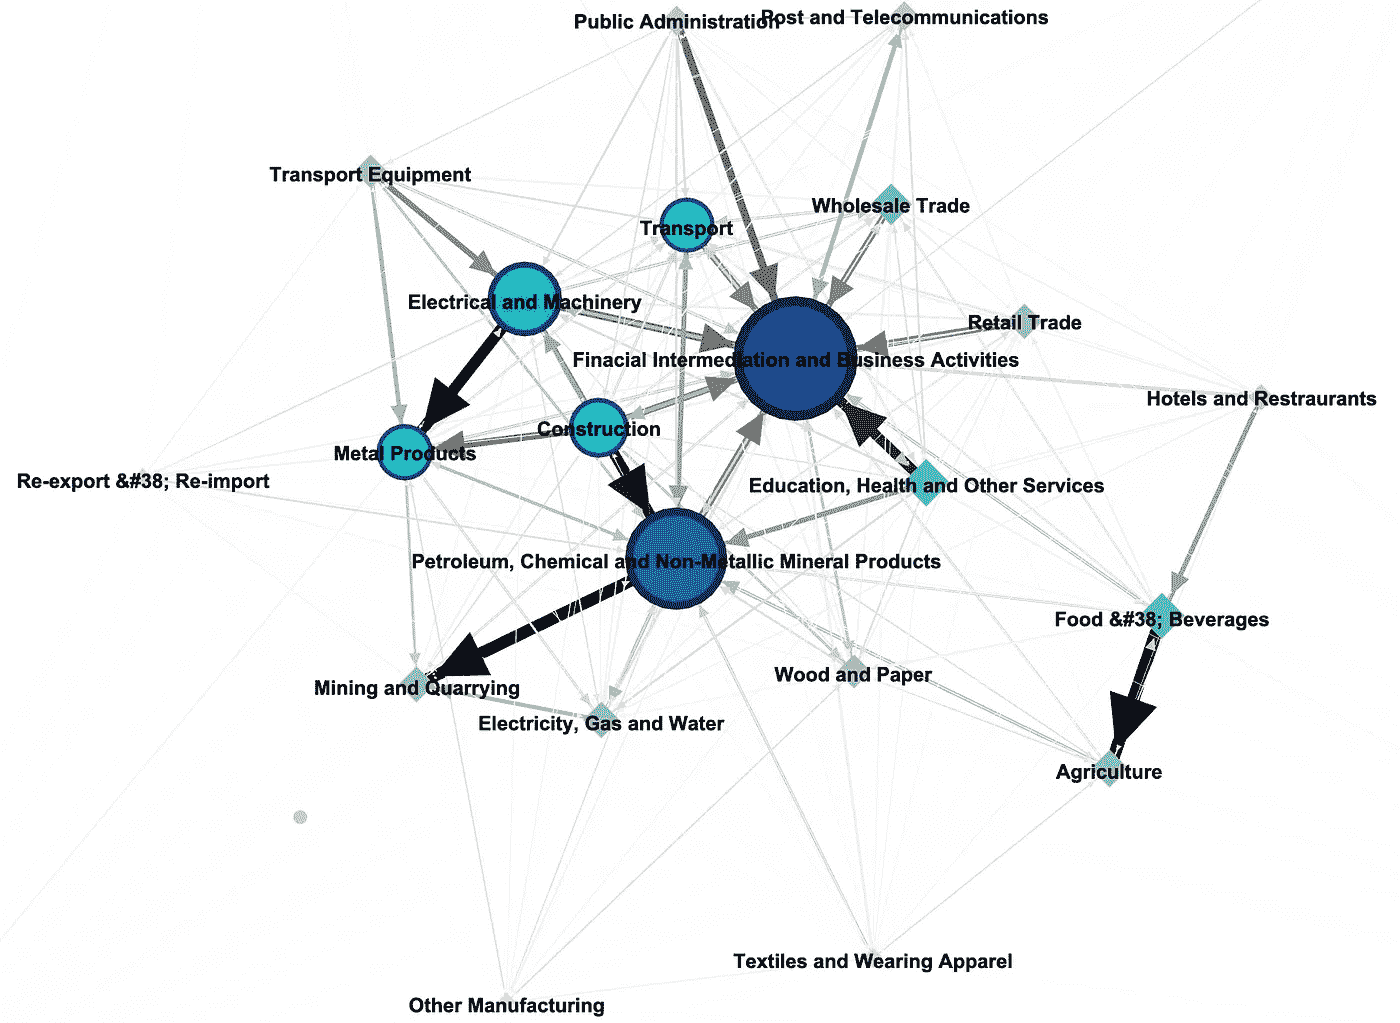 Public Administration
Post and Telecommunications
Transport Equipment
Wholesale Trade
Transport
Electrical and Machinery
Retail Trade
Finacial Intermediation and Business Activities
Hotels and Restraurants
Construction
Metal Products
Re-export &#38; Re-import
Education, Health and Other Services
Petroleum, Chemical and Non-Metallic Mineral Products
Food &#38; Beverages
Wood and Paper
Mining and Quarrying
Electricity, Gas and Water
Agriculture
Textiles and Wearing Apparel
Other Manufacturing